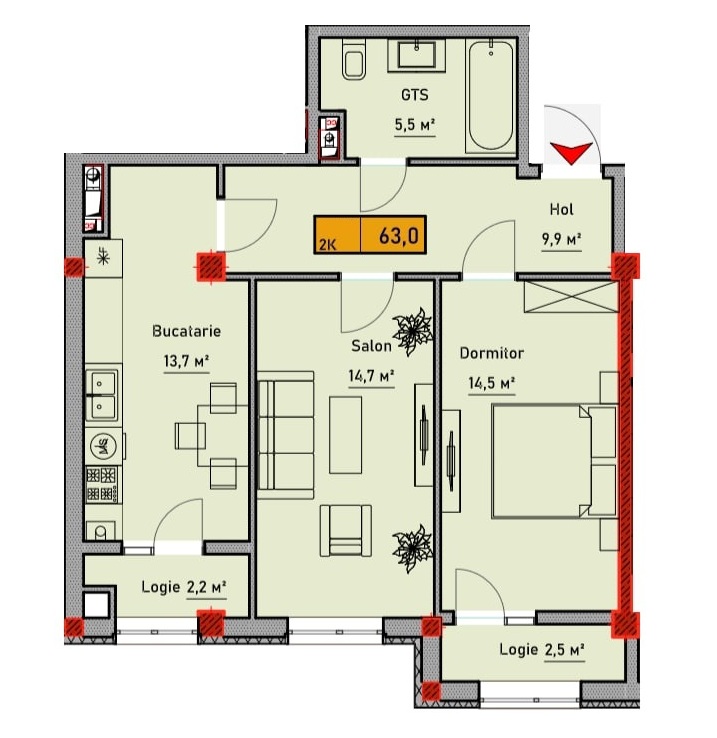 GTS
5,5 м²
Hol
9,9 м²
2K 63,0
Bucatarie
13,7 м²
Salon
14,7 м²
Dormitor
14,5 м²
MS
Logie 2,2 м²
Logie 2,5 м²